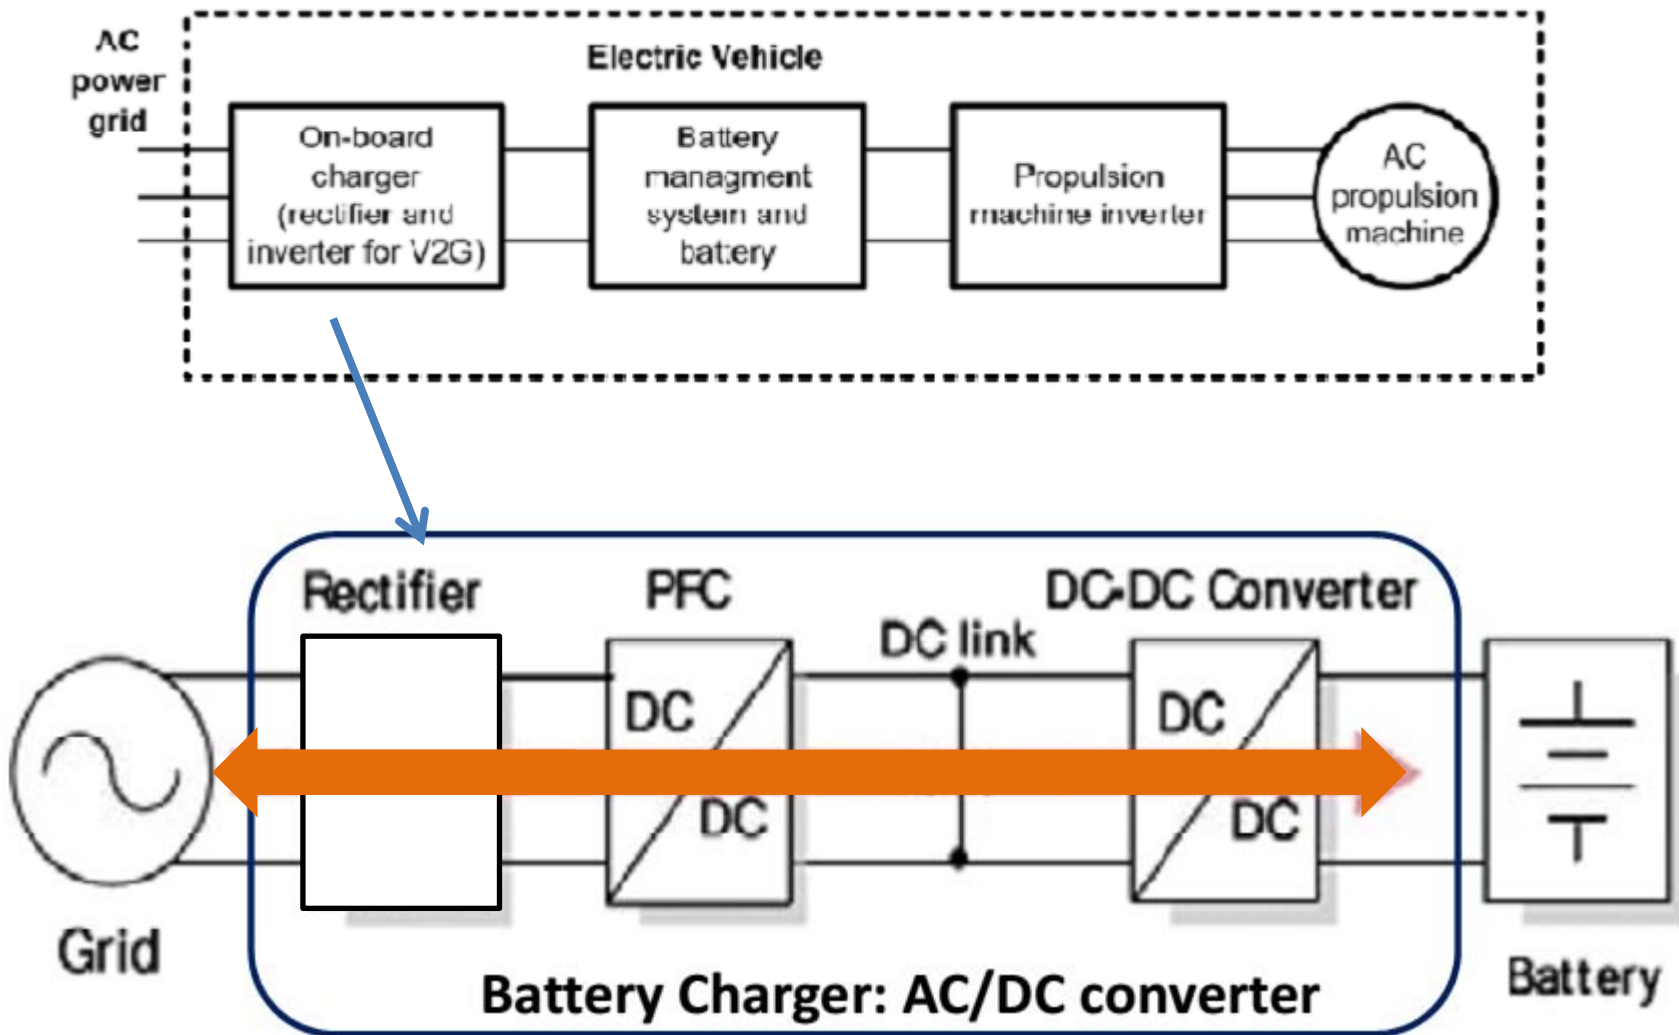 AC
power
grid
Electric Vehicle
On-board
charger
(rectifier and
inverter for V2G)
Battery
managment
system and
battery
Propulsion
machine inverter
AC
propulsion
machine
Rectifier
PFC
DC-DC Converter
DC link
DC
DC
DC
DC
Grid
Battery
Battery Charger: AC/DC converter